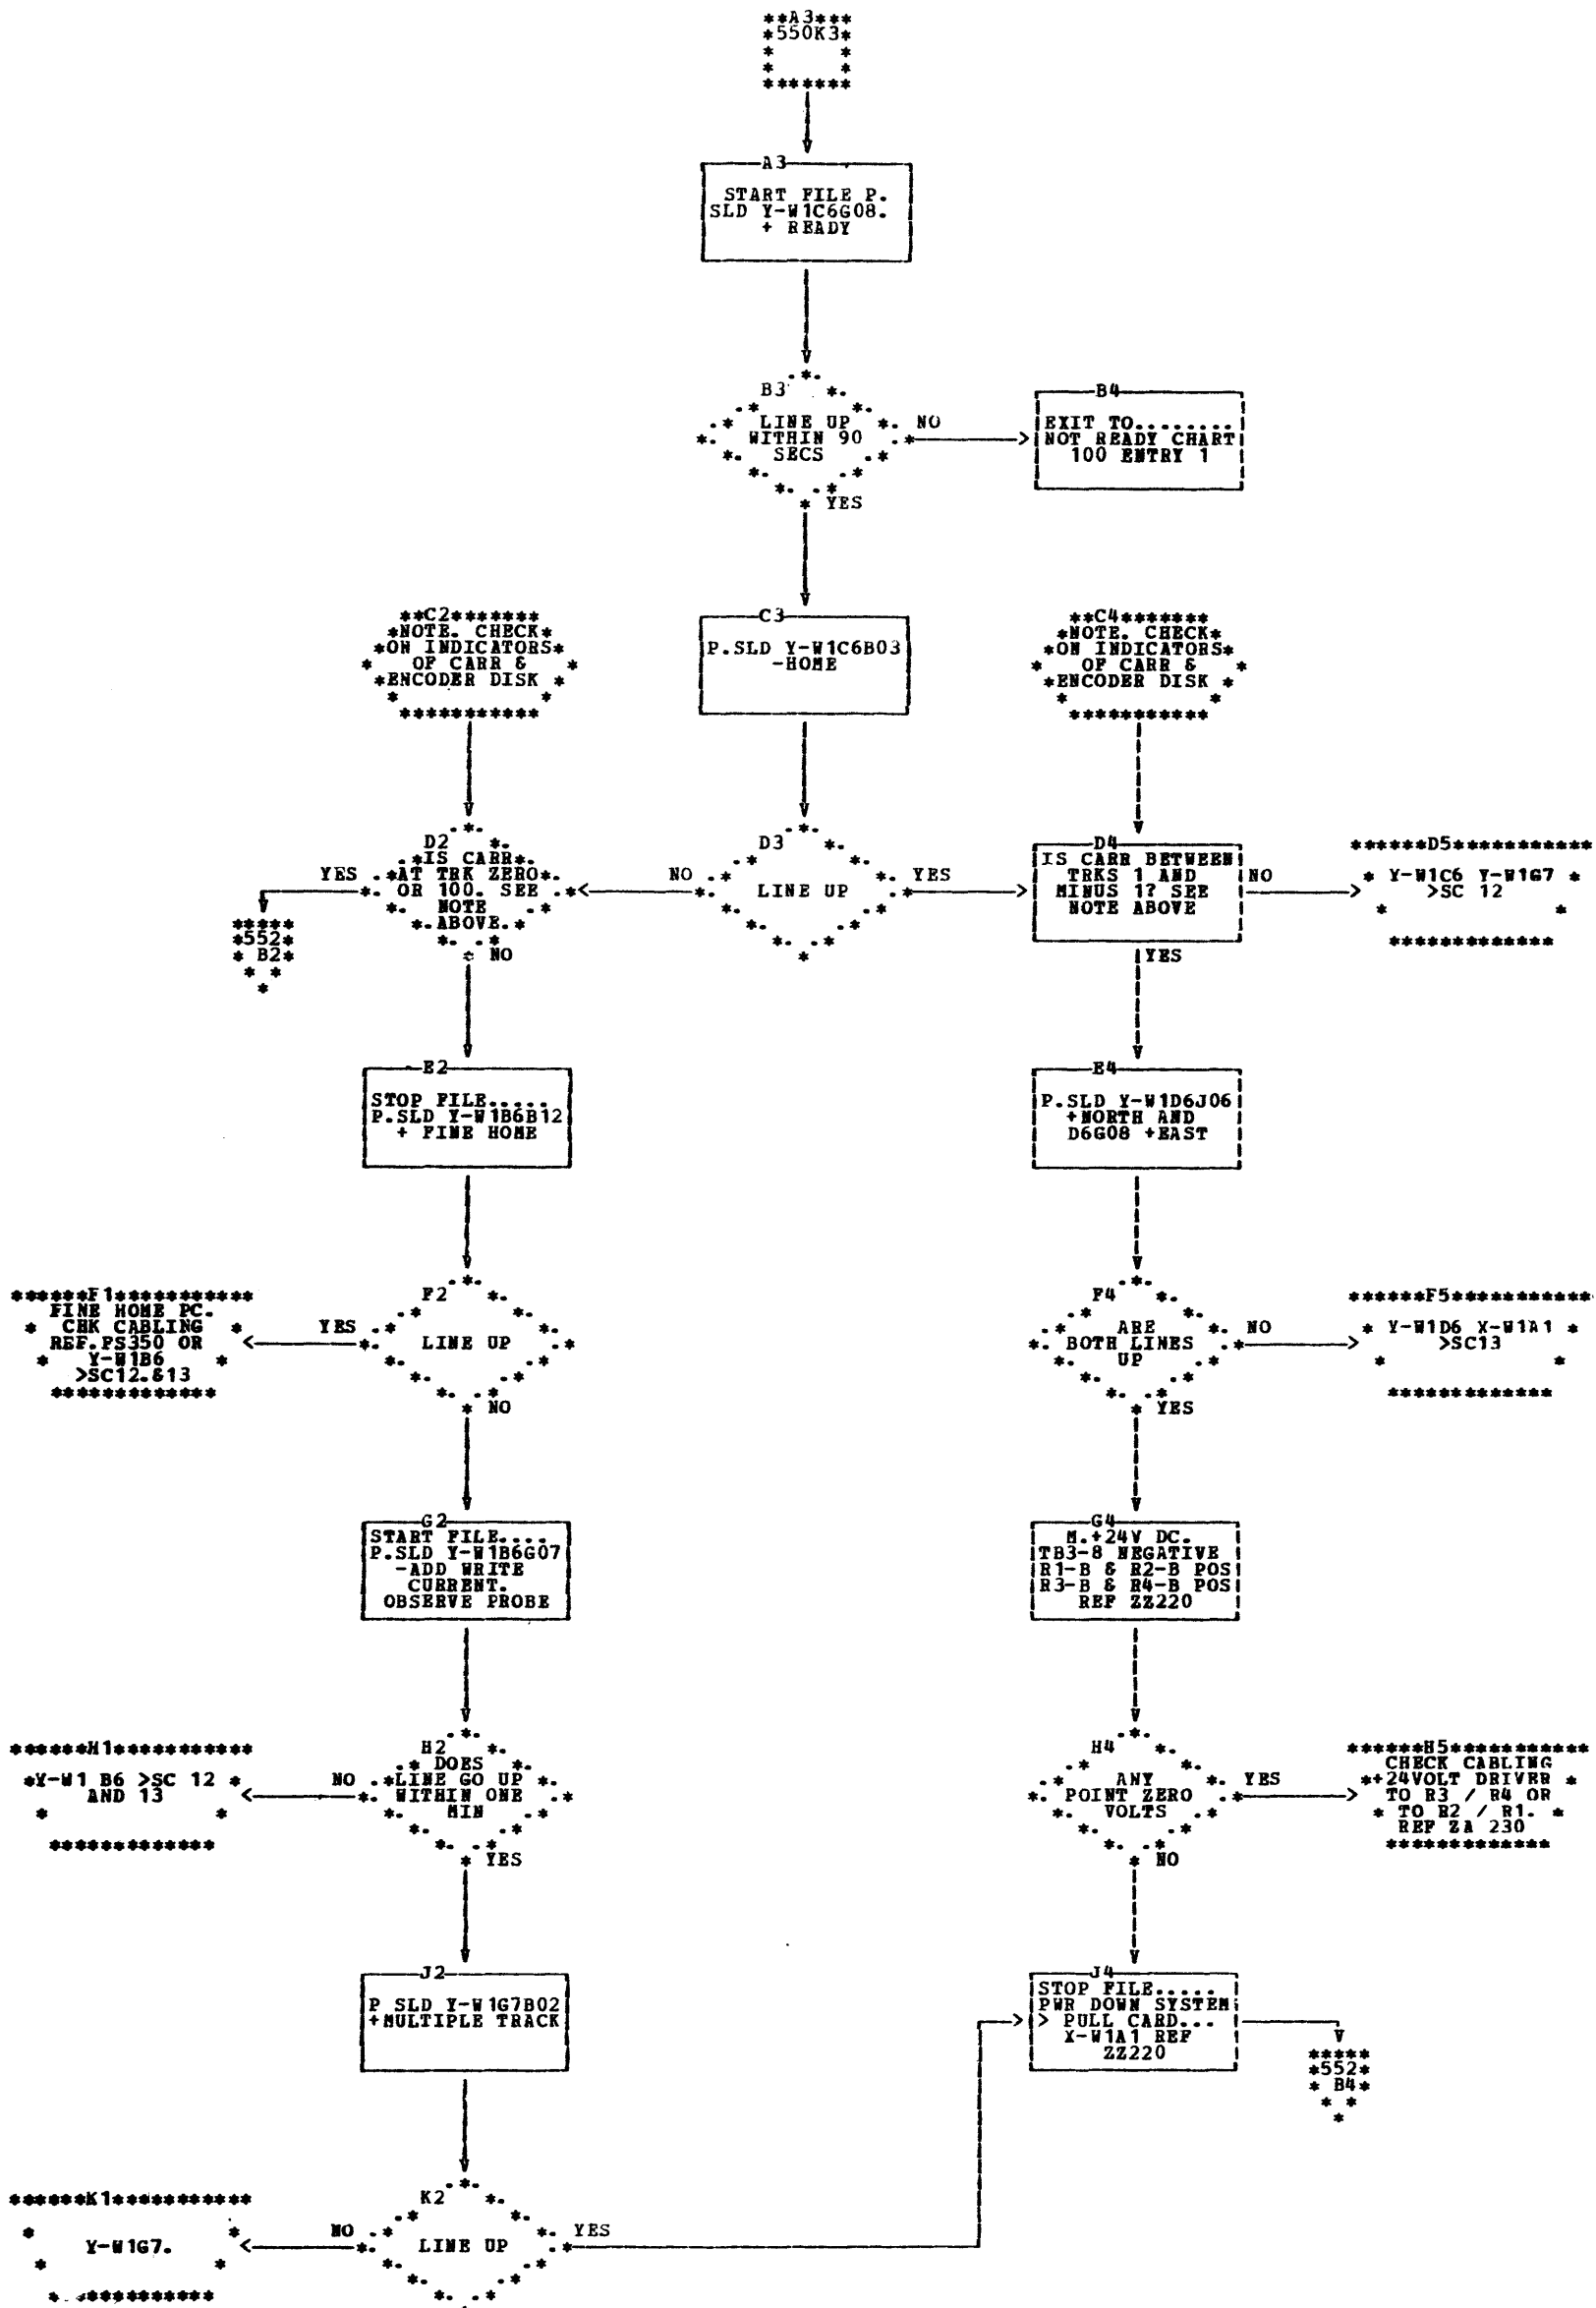 **A3***
*550K3*
* *
* *
*******
A3
START FILE P.
SLD Y-W1C6G08.
+ READY
B3
LINE UP
WITHIN 90
SECS
NO
YES
B4
EXIT TO........
NOT READY CHART
100 ENTRY 1
**C2*******
*NOTE. CHECK*
*ON INDICATORS*
* OF CARR & *
*ENCODER DISK *
* *
***********
C3
P.SLD Y-W1C6B03
-HOME
**C4*******
*NOTE. CHECK*
*ON INDICATORS*
* OF CARR & *
*ENCODER DISK *
* *
***********
D2
IS CARR
AT TRK ZERO
OR 100. SEE
NOTE
ABOVE.
YES
NO
*****
*552*
* B2*
* *
*
D3
LINE UP
NO
YES
D4
IS CARR BETWEEN
TRKS 1 AND
MINUS 1? SEE
NOTE ABOVE
NO
YES
******D5***********
* Y-W1C6 Y-W1G7 *
>SC 12
* *
*************
E2
STOP FILE.....
P.SLD Y-W1B6B12
+ FINE HOME
E4
P.SLD Y-W1D6J06
+NORTH AND
D6G08 +EAST
******F1***********
FINE HOME PC.
* CHK CABLING *
REF.PS350 OR
* Y-W1B6 *
>SC12.&13
*************
F2
LINE UP
YES
NO
F4
ARE
BOTH LINES
UP
NO
YES
******F5***********
* Y-W1D6 X-W1A1 *
>SC13
* *
*************
G2
START FILE....
P.SLD Y-W1B6G07
-ADD WRITE
CURRENT.
OBSERVE PROBE
G4
M.+24V DC.
TB3-8 NEGATIVE
R1-B & R2-B POS
R3-B & R4-B POS
REF ZZ220
******H1***********
*Y-W1 B6 >SC 12 *
AND 13
* *
*************
H2
DOES
LINE GO UP
WITHIN ONE
MIN
NO
YES
H4
ANY
POINT ZERO
VOLTS
YES
NO
******H5***********
CHECK CABLING
*+24VOLT DRIVER *
TO R3 / R4 OR
* TO R2 / R1. *
REF ZA 230
*************
J2
P SLD Y-W1G7B02
+MULTIPLE TRACK
J4
STOP FILE.....
PWR DOWN SYSTEM
> PULL CARD...
X-W1A1 REF
ZZ220
*****
*552*
* B4*
* *
*
******K1***********
* *
Y-W1G7.
* *
*************
K2
LINE UP
NO
YES